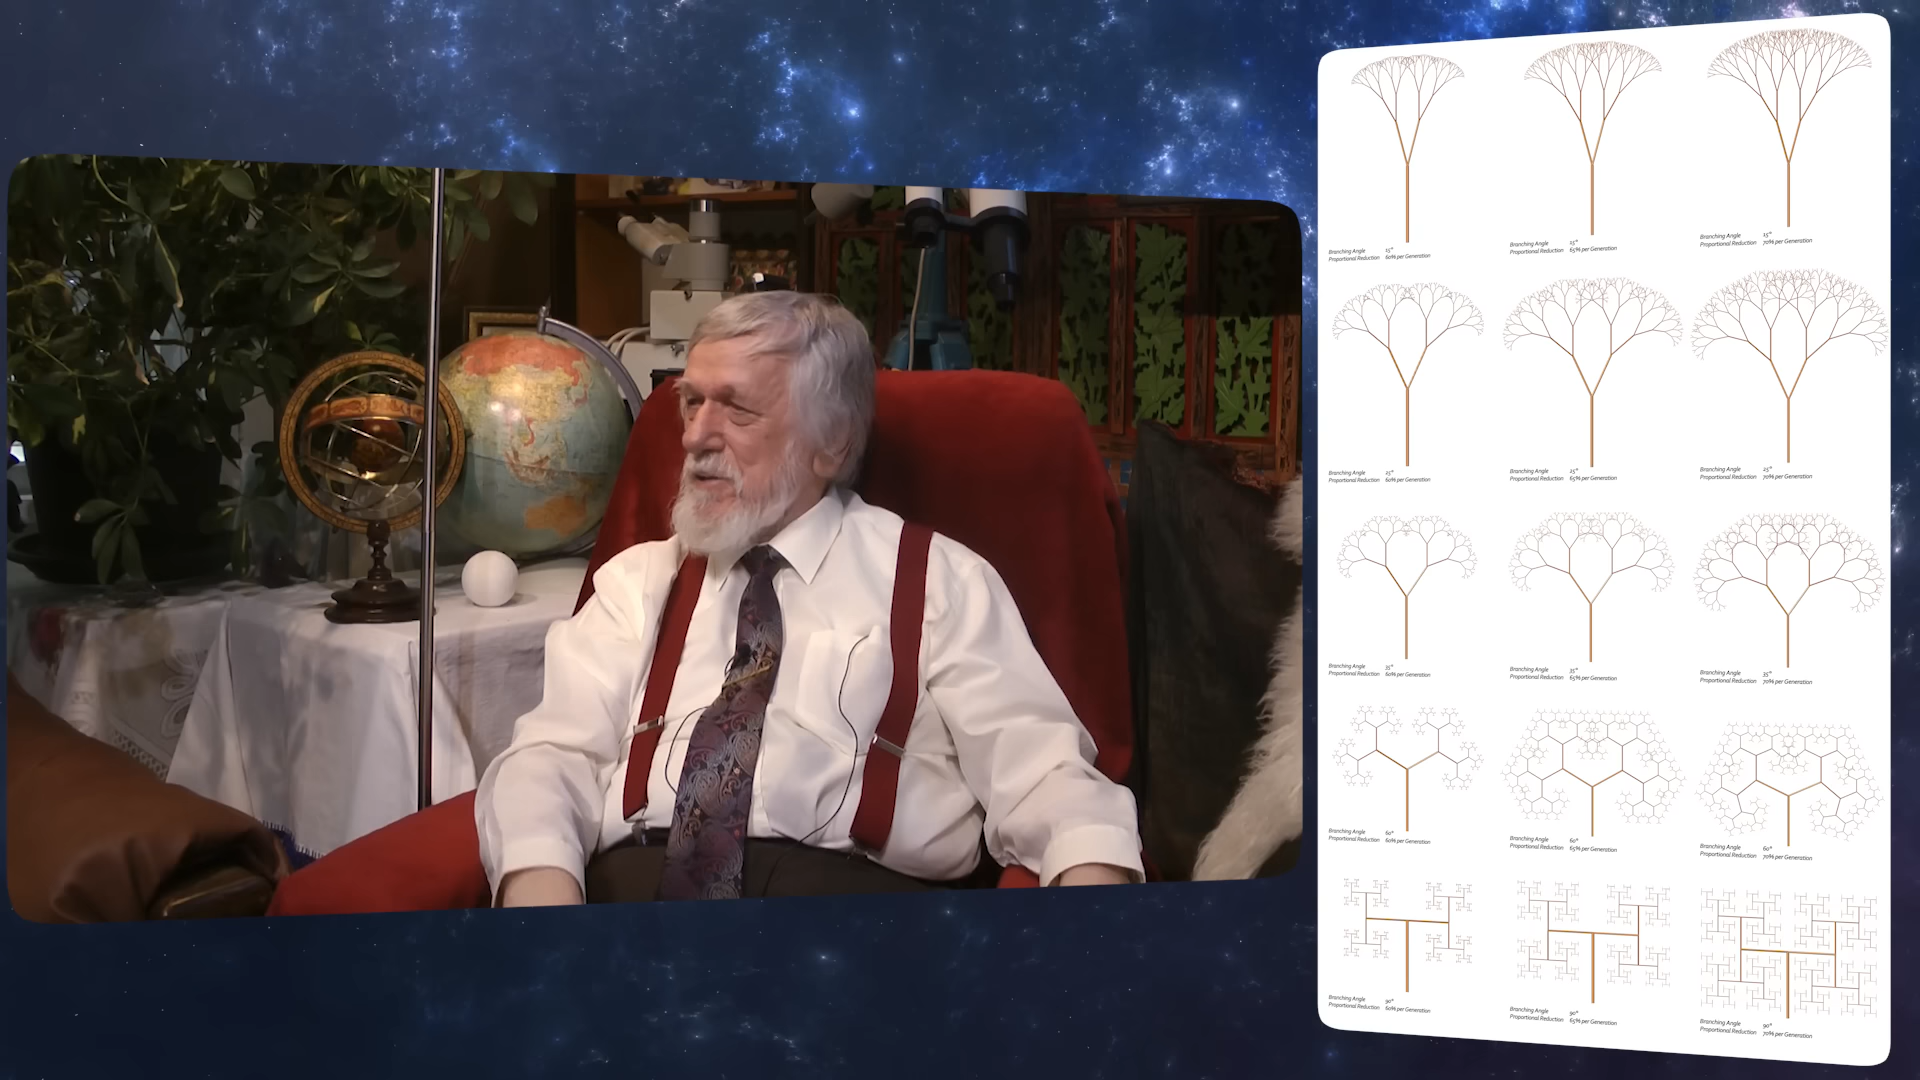 Branching Angle 15°
Proportional Reduction 60% per Generation
Branching Angle 15°
Proportional Reduction 65% per Generation
Branching Angle 15°
Proportional Reduction 70% per Generation
Branching Angle 25°
Proportional Reduction 60% per Generation
Branching Angle 25°
Proportional Reduction 65% per Generation
Branching Angle 25°
Proportional Reduction 70% per Generation
Branching Angle 35°
Proportional Reduction 60% per Generation
Branching Angle 35°
Proportional Reduction 65% per Generation
Branching Angle 35°
Proportional Reduction 70% per Generation
Branching Angle 60°
Proportional Reduction 60% per Generation
Branching Angle 60°
Proportional Reduction 65% per Generation
Branching Angle 60°
Proportional Reduction 70% per Generation
Branching Angle 90°
Proportional Reduction 60% per Generation
Branching Angle 90°
Proportional Reduction 65% per Generation
Branching Angle 90°
Proportional Reduction 70% per Generation